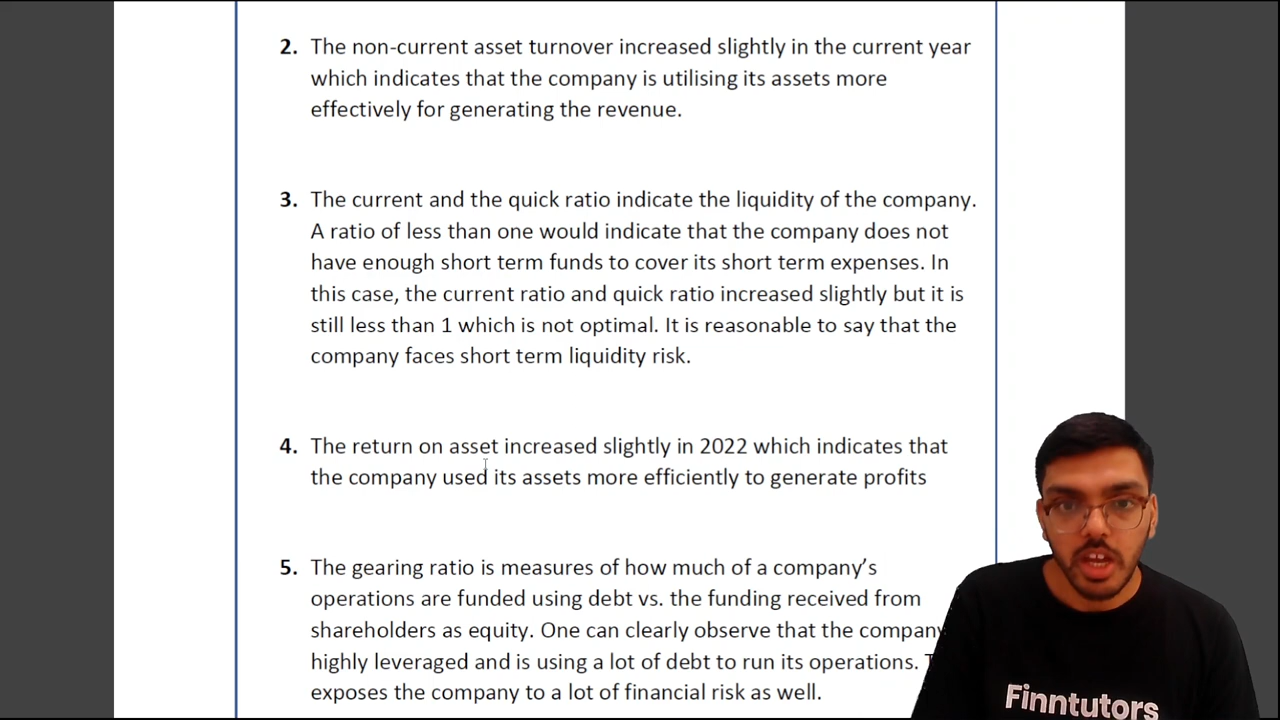 2. The non-current asset turnover increased slightly in the current year
which indicates that the company is utilising its assets more
effectively for generating the revenue.
3. The current and the quick ratio indicate the liquidity of the company.
A ratio of less than one would indicate that the company does not
have enough short term funds to cover its short term expenses. In
this case, the current ratio and quick ratio increased slightly but it is
still less than 1 which is not optimal. It is reasonable to say that the
company faces short term liquidity risk.
4. The return on asset increased slightly in 2022 which indicates that
the company used its assets more efficiently to generate profits
5. The gearing ratio is measures of how much of a company’s
operations are funded using debt vs. the funding received from
shareholders as equity. One can clearly observe that the company
highly leveraged and is using a lot of debt to run its operations.
exposes the company to a lot of financial risk as well.
Finntutors